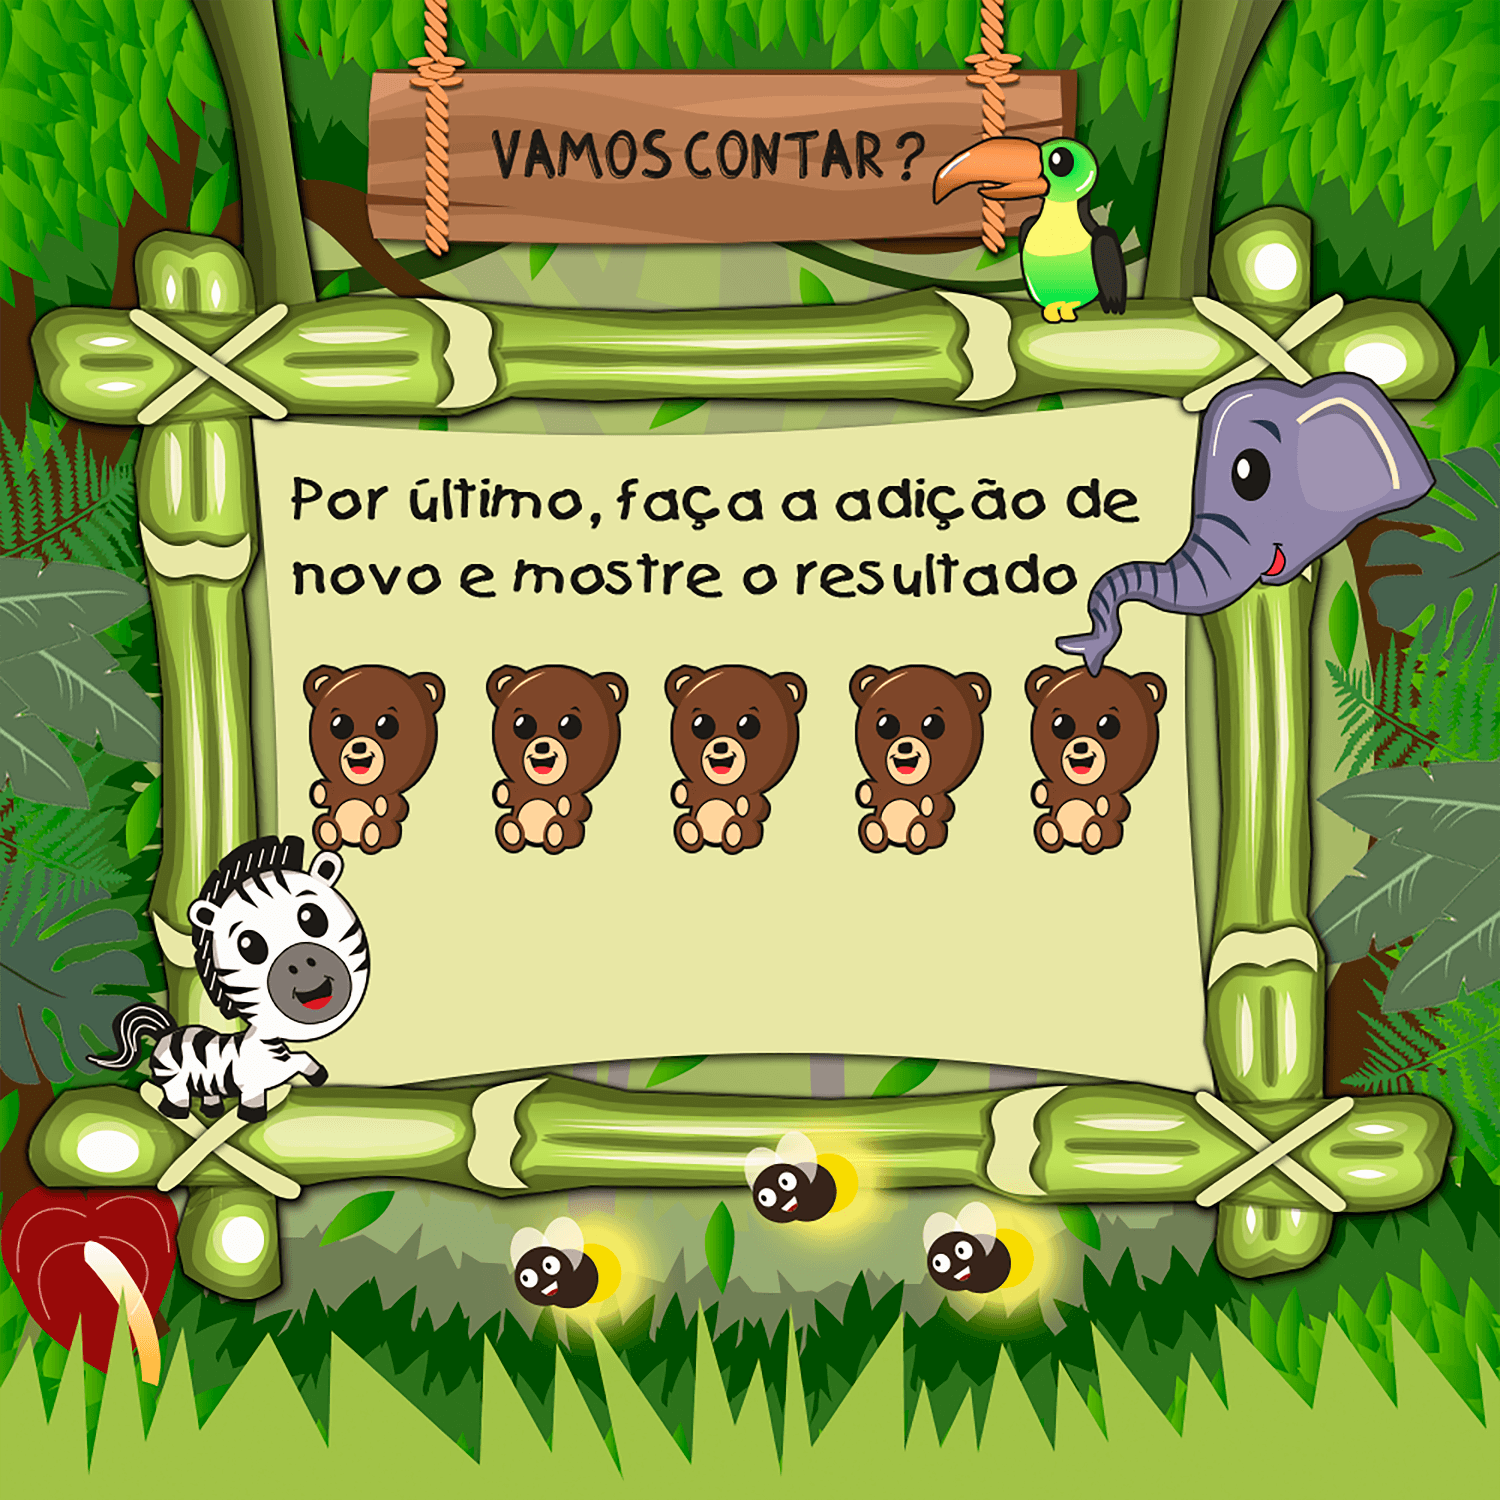 VAMOS CONTAR?
Por último, faça a adição de
novo e mostre o resultado